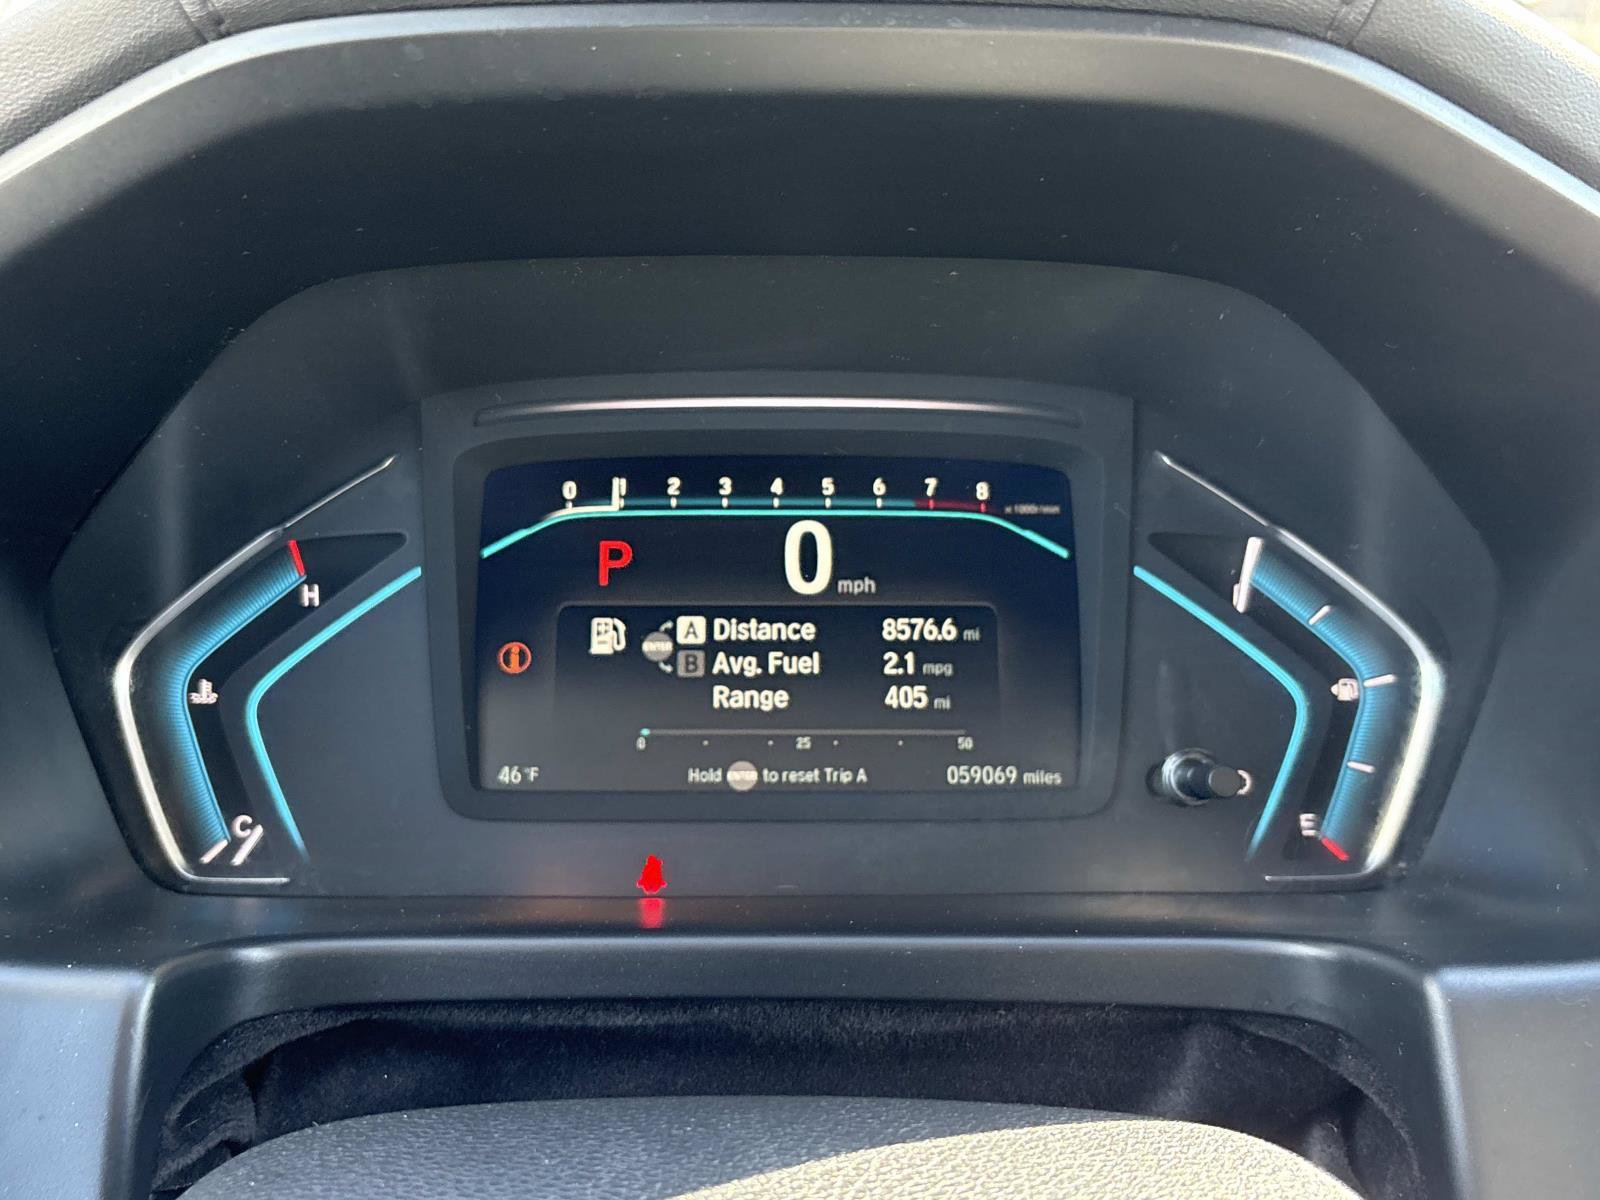 0 1 2 3 4 5 6 7 8
x1000r/min
P 0 mph
H
A Distance 8576.6 mi
ENTER
B Avg. Fuel 2.1 mpg
Range 405 mi
0 25 50
C
E
46°F Hold ENTER to reset Trip A 059069 miles